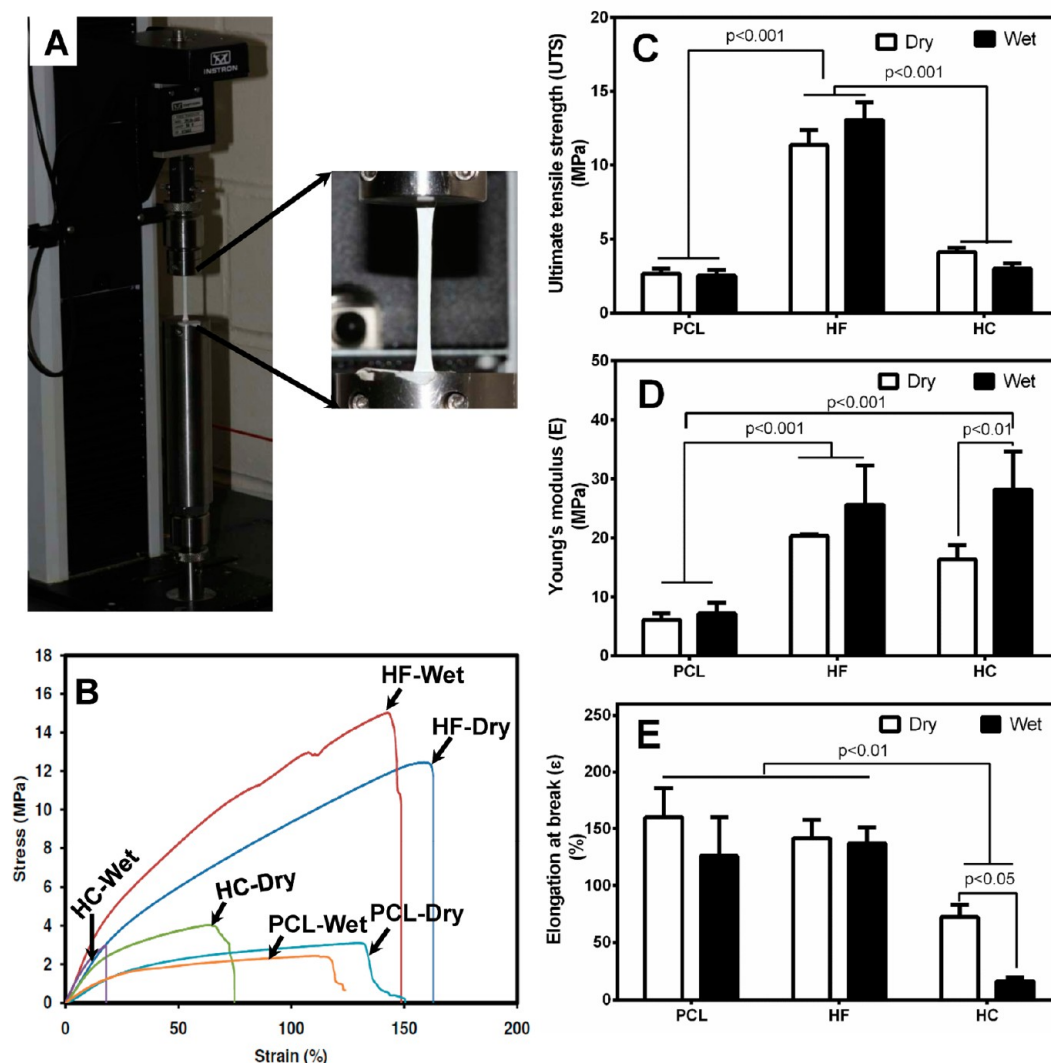 A
INSTRON
B
18
16
14
12
10
8
6
4
2
0
0
50
100
150
200
Stress (MPa)
Strain (%)
HF-Wet
HF-Dry
HC-Wet
HC-Dry
PCL-Wet
PCL-Dry
C
Dry
Wet
p<0.001
p<0.001
Ultimate tensile strength (UTS)
(MPa)
20
15
10
5
0
PCL
HF
HC
D
Dry
Wet
p<0.001
p<0.001
p<0.01
Young's modulus (E)
(MPa)
50
40
30
20
10
0
PCL
HF
HC
E
Dry
Wet
p<0.01
p<0.05
Elongation at break (ε)
(%)
250
200
150
100
50
0
PCL
HF
HC